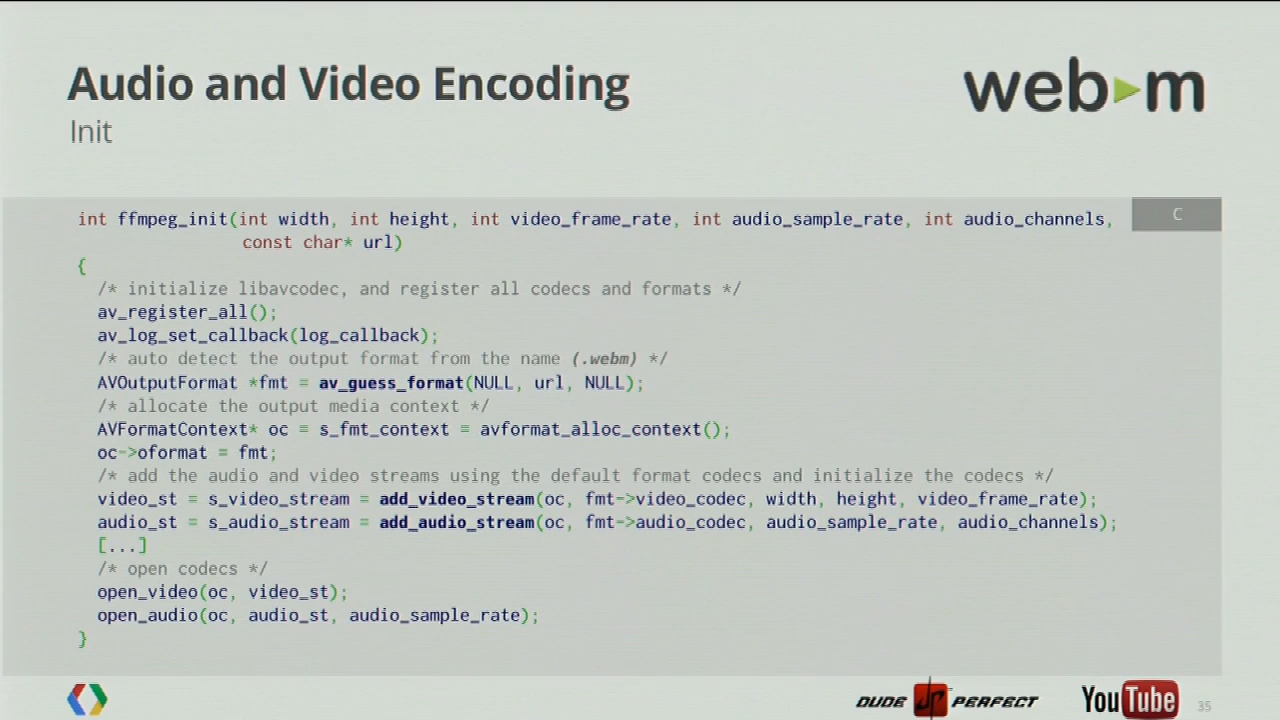 Audio and Video Encoding
Init
web m
C
int ffmpeg_init(int width, int height, int video_frame_rate, int audio_sample_rate, int audio_channels,
const char* url)
{
/* initialize libavcodec, and register all codecs and formats */
av_register_all();
av_log_set_callback(log_callback);
/* auto detect the output format from the name (.webm) */
AVOutputFormat *fmt = av_guess_format(NULL, url, NULL);
/* allocate the output media context */
AVFormatContext* oc = s_fmt_context = avformat_alloc_context();
oc->oformat = fmt;
/* add the audio and video streams using the default format codecs and initialize the codecs */
video_st = s_video_stream = add_video_stream(oc, fmt->video_codec, width, height, video_frame_rate);
audio_st = s_audio_stream = add_audio_stream(oc, fmt->audio_codec, audio_sample_rate, audio_channels);
[...]
/* open codecs */
open_video(oc, video_st);
open_audio(oc, audio_st, audio_sample_rate);
}
DUDE PERFECT
YouTube
35